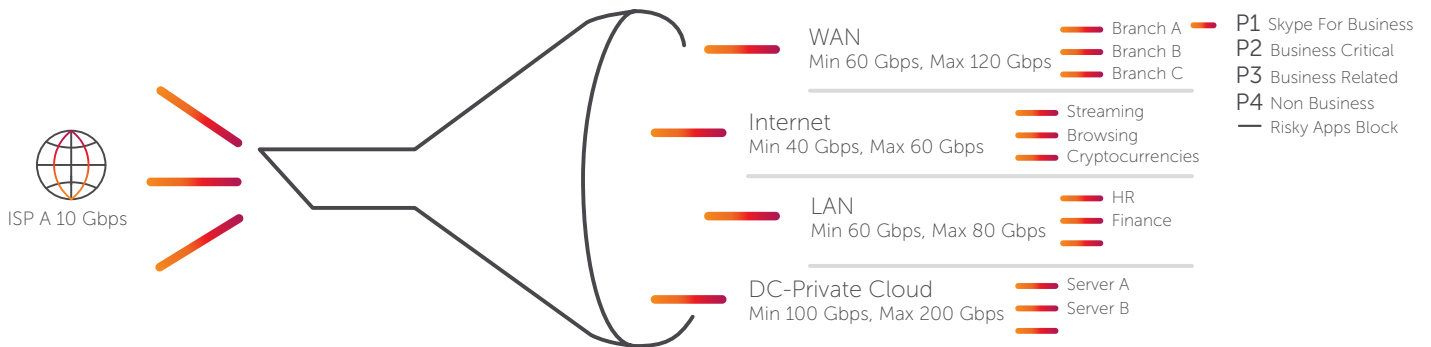 ISP A 10 Gbps
WAN
Min 60 Gbps, Max 120 Gbps
Branch A
Branch B
Branch C
Internet
Min 40 Gbps, Max 60 Gbps
Streaming
Browsing
Cryptocurrencies
LAN
Min 60 Gbps, Max 80 Gbps
HR
Finance
DC-Private Cloud
Min 100 Gbps, Max 200 Gbps
Server A
Server B
P1 Skype For Business
P2 Business Critical
P3 Business Related
P4 Non Business
Risky Apps Block